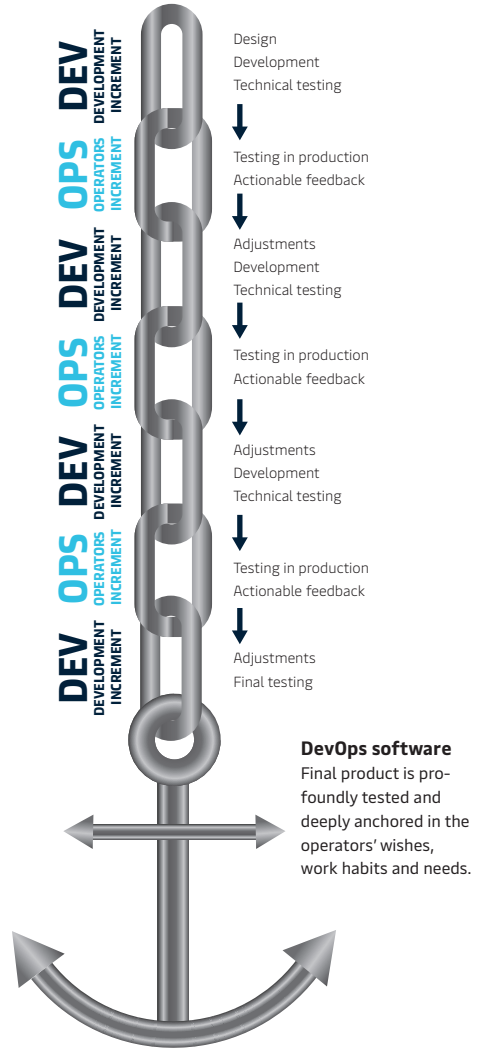 DEV
DEVELOPMENT
INCREMENT
Design
Development
Technical testing
OPS
OPERATORS
INCREMENT
Testing in production
Actionable feedback
DEV
DEVELOPMENT
INCREMENT
Adjustments
Development
Technical testing
OPS
OPERATORS
INCREMENT
Testing in production
Actionable feedback
DEV
DEVELOPMENT
INCREMENT
Adjustments
Development
Technical testing
OPS
OPERATORS
INCREMENT
Testing in production
Actionable feedback
DEV
DEVELOPMENT
INCREMENT
Adjustments
Final testing
DevOps software
Final product is pro-
foundly tested and
deeply anchored in the
operators' wishes,
work habits and needs.